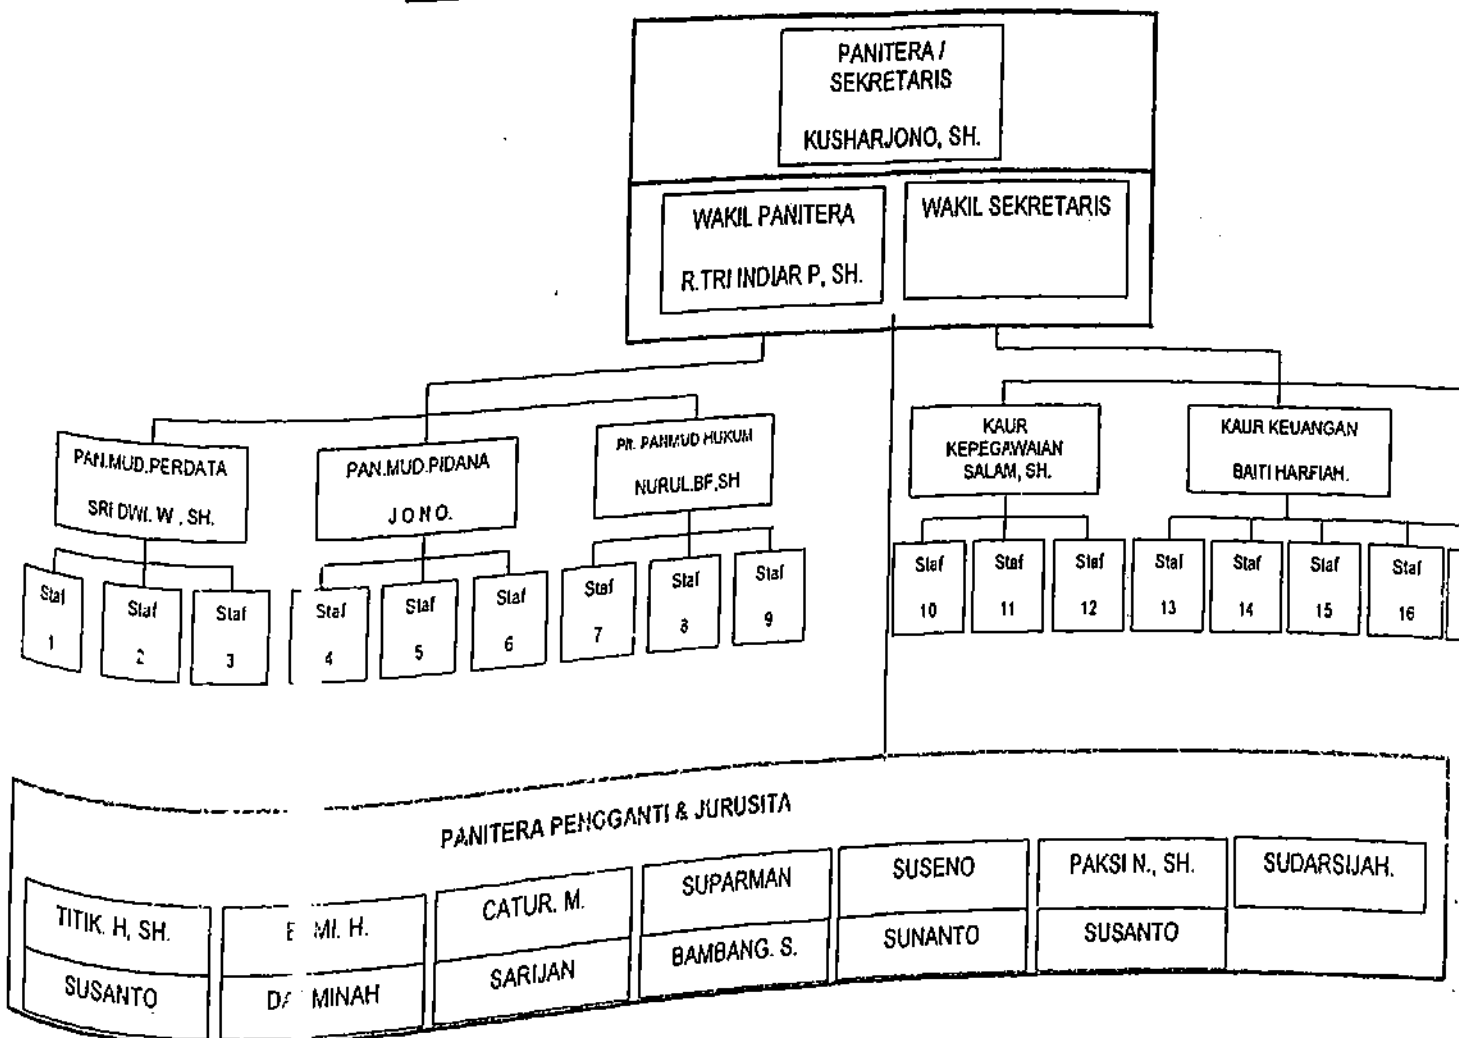 PANITERA /
SEKRETARIS
KUSHARJONO, SH.
WAKIL PANITERA
R.TRI INDIAR P, SH.
WAKIL SEKRETARIS
PAN.MUD.PERDATA
SRI DWI. W , SH.
PAN.MUD.PIDANA
J O N O.
Plt. PANMUD HUKUM
NURUL.BF,SH
KAUR
KEPEGAWAIAN
SALAM, SH.
KAUR KEUANGAN
BAITI HARFIAH.
Staf
1
Staf
2
Staf
3
Staf
4
Staf
5
Staf
6
Staf
7
Staf
8
Staf
9
Staf
10
Staf
11
Staf
12
Staf
13
Staf
14
Staf
15
Staf
16
PANITERA PENGGANTI & JURUSITA
TITIK. H, SH.
H.
CATUR. M.
SUPARMAN
SUSENO
PAKSI N., SH.
SUDARSIJAH.
SUSANTO
MINAH
SARIJAN
BAMBANG. S.
SUNANTO
SUSANTO